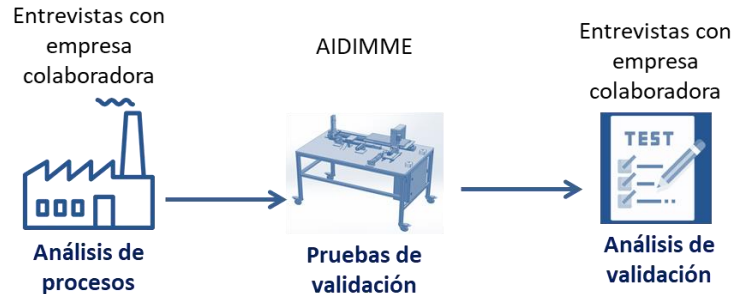 Entrevistas con
empresa
colaboradora
Análisis de
procesos
AIDIMME
Pruebas de
validación
Entrevistas con
empresa
colaboradora
TEST
Análisis de
validación